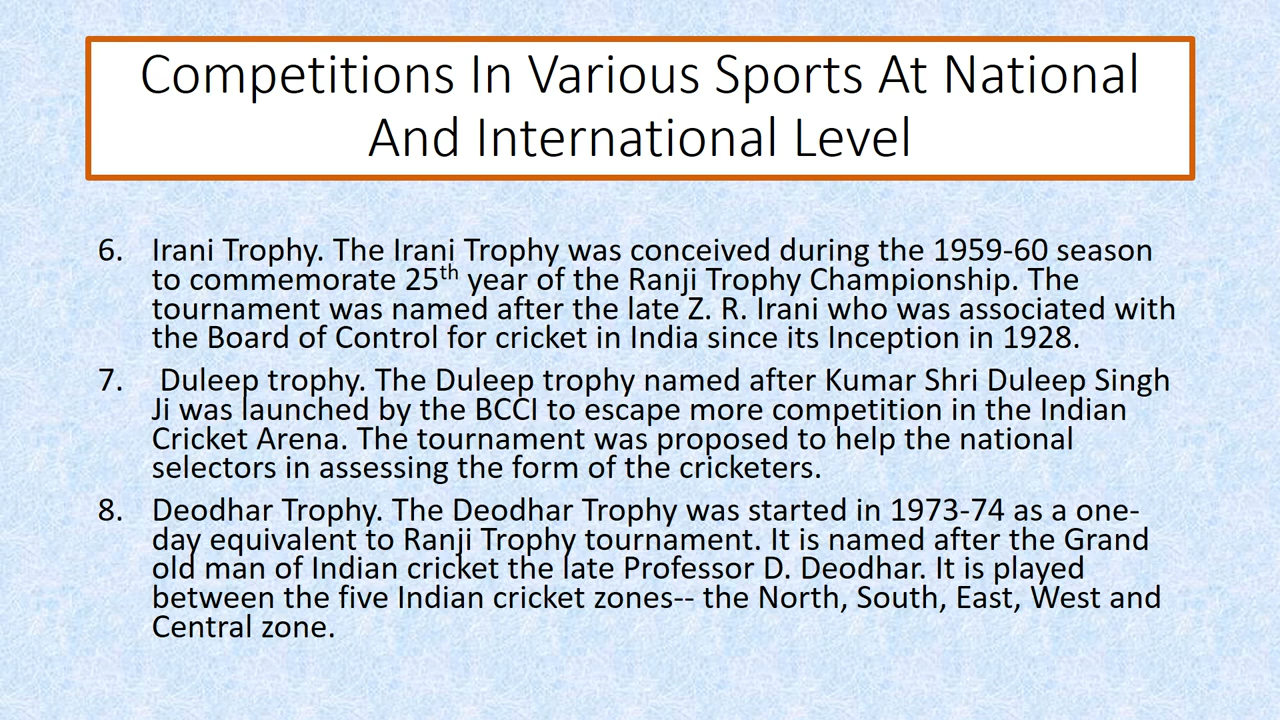 Competitions In Various Sports At National
And International Level
6. Irani Trophy. The Irani Trophy was conceived during the 1959-60 season
to commemorate 25th year of the Ranji Trophy Championship. The
tournament was named after the late Z. R. Irani who was associated with
the Board of Control for cricket in India since its Inception in 1928.
7. Duleep trophy. The Duleep trophy named after Kumar Shri Duleep Singh
Ji was launched by the BCCI to escape more competition in the Indian
Cricket Arena. The tournament was proposed to help the national
selectors in assessing the form of the cricketers.
8. Deodhar Trophy. The Deodhar Trophy was started in 1973-74 as a one-
day equivalent to Ranji Trophy tournament. It is named after the Grand
old man of Indian cricket the late Professor D. Deodhar. It is played
between the five Indian cricket zones-- the North, South, East, West and
Central zone.